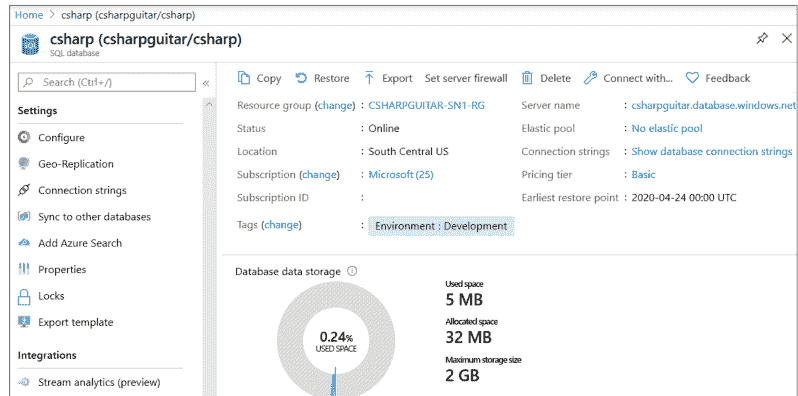 Home > csharp (csharpguitar/csharp)
csharp (csharpguitar/csharp)
SQL database
SQL
Search (Ctrl+/)
«
Copy
Restore
Export
Set server firewall
Delete
Connect with...
Feedback
Settings
Configure
Geo-Replication
Connection strings
Sync to other databases
Add Azure Search
Properties
Locks
Export template
Integrations
Stream analytics (preview)
Resource group (change) : CSHARPGUITAR-SN1-RG
Status : Online
Location : South Central US
Subscription (change) : Microsoft (25)
Subscription ID :
Tags (change) : Environment : Development
Server name : csharpguitar.database.windows.net
Elastic pool : No elastic pool
Connection strings : Show database connection strings
Pricing tier : Basic
Earliest restore point : 2020-04-24 00:00 UTC
Database data storage
0.24%
USED SPACE
Used space
5 MB
Allocated space
32 MB
Maximum storage size
2 GB